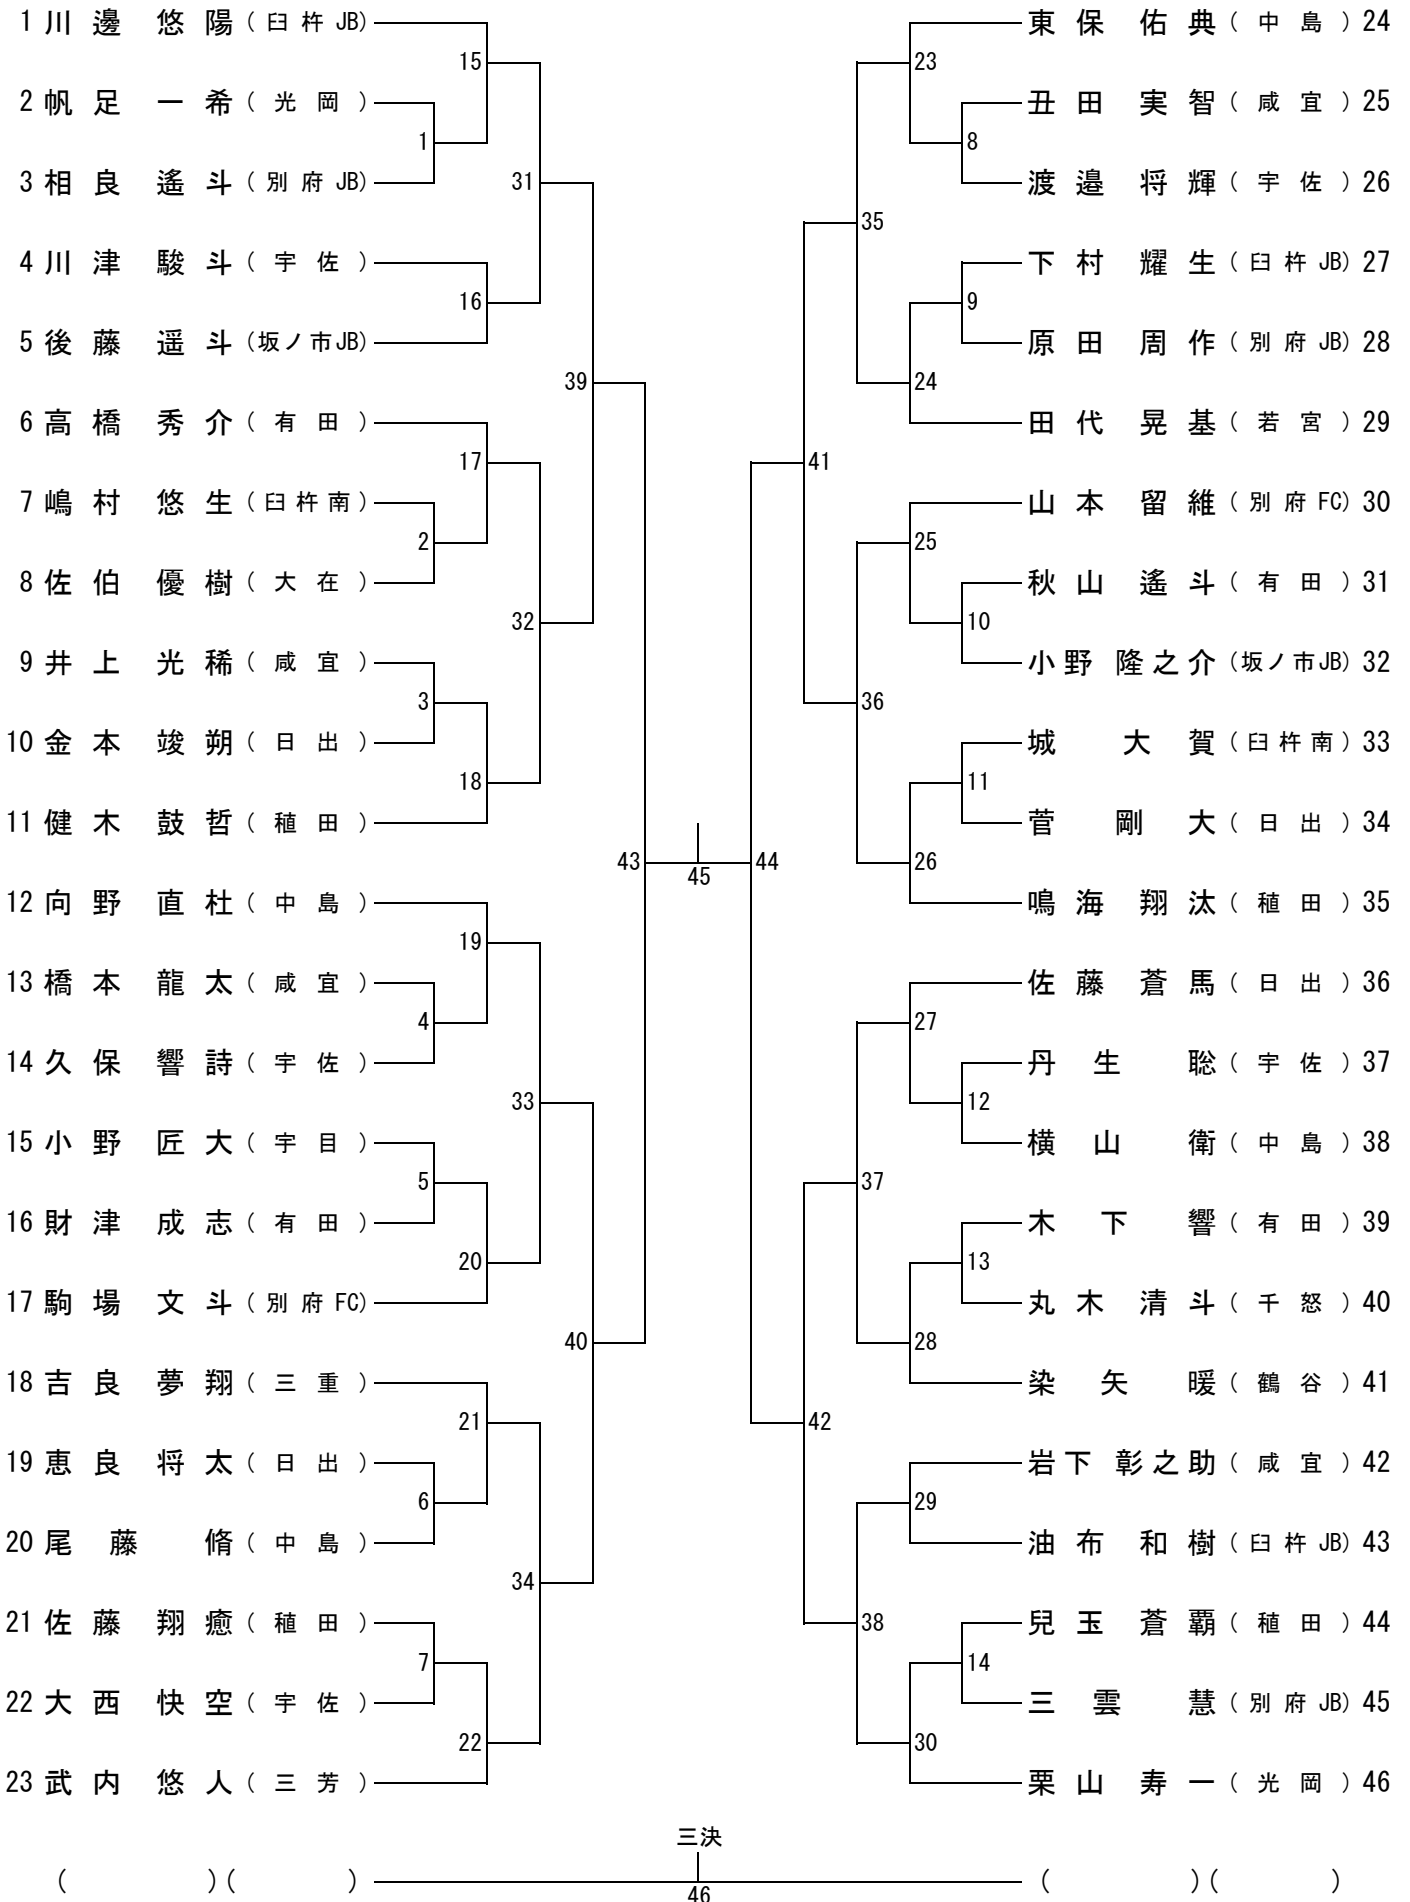 1 川邊 悠陽 (臼杵JB)
2 帆足 一希 (光岡)
3 相良 遙斗 (別府JB)
4 川津 駿斗 (宇佐)
5 後藤 遥斗 (坂ノ市JB)
6 高橋 秀介 (有田)
7 嶋村 悠生 (臼杵南)
8 佐伯 優樹 (大在)
9 井上 光稀 (咸宜)
10 金本 竣朔 (日出)
11 健木 鼓哲 (稙田)
12 向野 直杜 (中島)
13 橋本 龍太 (咸宜)
14 久保 響詩 (宇佐)
15 小野 匠大 (宇目)
16 財津 成志 (有田)
17 駒場 文斗 (別府FC)
18 吉良 夢翔 (三重)
19 恵良 将太 (日出)
20 尾藤 脩 (中島)
21 佐藤 翔癒 (稙田)
22 大西 快空 (宇佐)
23 武内 悠人 (三芳)
1
2
3
4
5
6
7
15
16
17
18
19
20
21
22
31
32
33
34
39
40
43
45
44
41
42
35
36
37
38
23
24
25
26
27
28
29
30
8
9
10
11
12
13
14
東保 佑典 (中島) 24
丑田 実智 (咸宜) 25
渡邉 将輝 (宇佐) 26
下村 耀生 (臼杵JB) 27
原田 周作 (別府JB) 28
田代 晃基 (若宮) 29
山本 留維 (別府FC) 30
秋山 遙斗 (有田) 31
小野 隆之介 (坂ノ市JB) 32
城 大賀 (臼杵南) 33
菅 剛大 (日出) 34
鳴海 翔汰 (稙田) 35
佐藤 蒼馬 (日出) 36
丹生 聡 (宇佐) 37
横山 衛 (中島) 38
木下 響 (有田) 39
丸木 清斗 (千怒) 40
染矢 暖 (鶴谷) 41
岩下 彰之助 (咸宜) 42
油布 和樹 (臼杵JB) 43
兒玉 蒼覇 (稙田) 44
三雲 慧 (別府JB) 45
栗山 寿一 (光岡) 46
三決
( )( ) 46 ( )( )